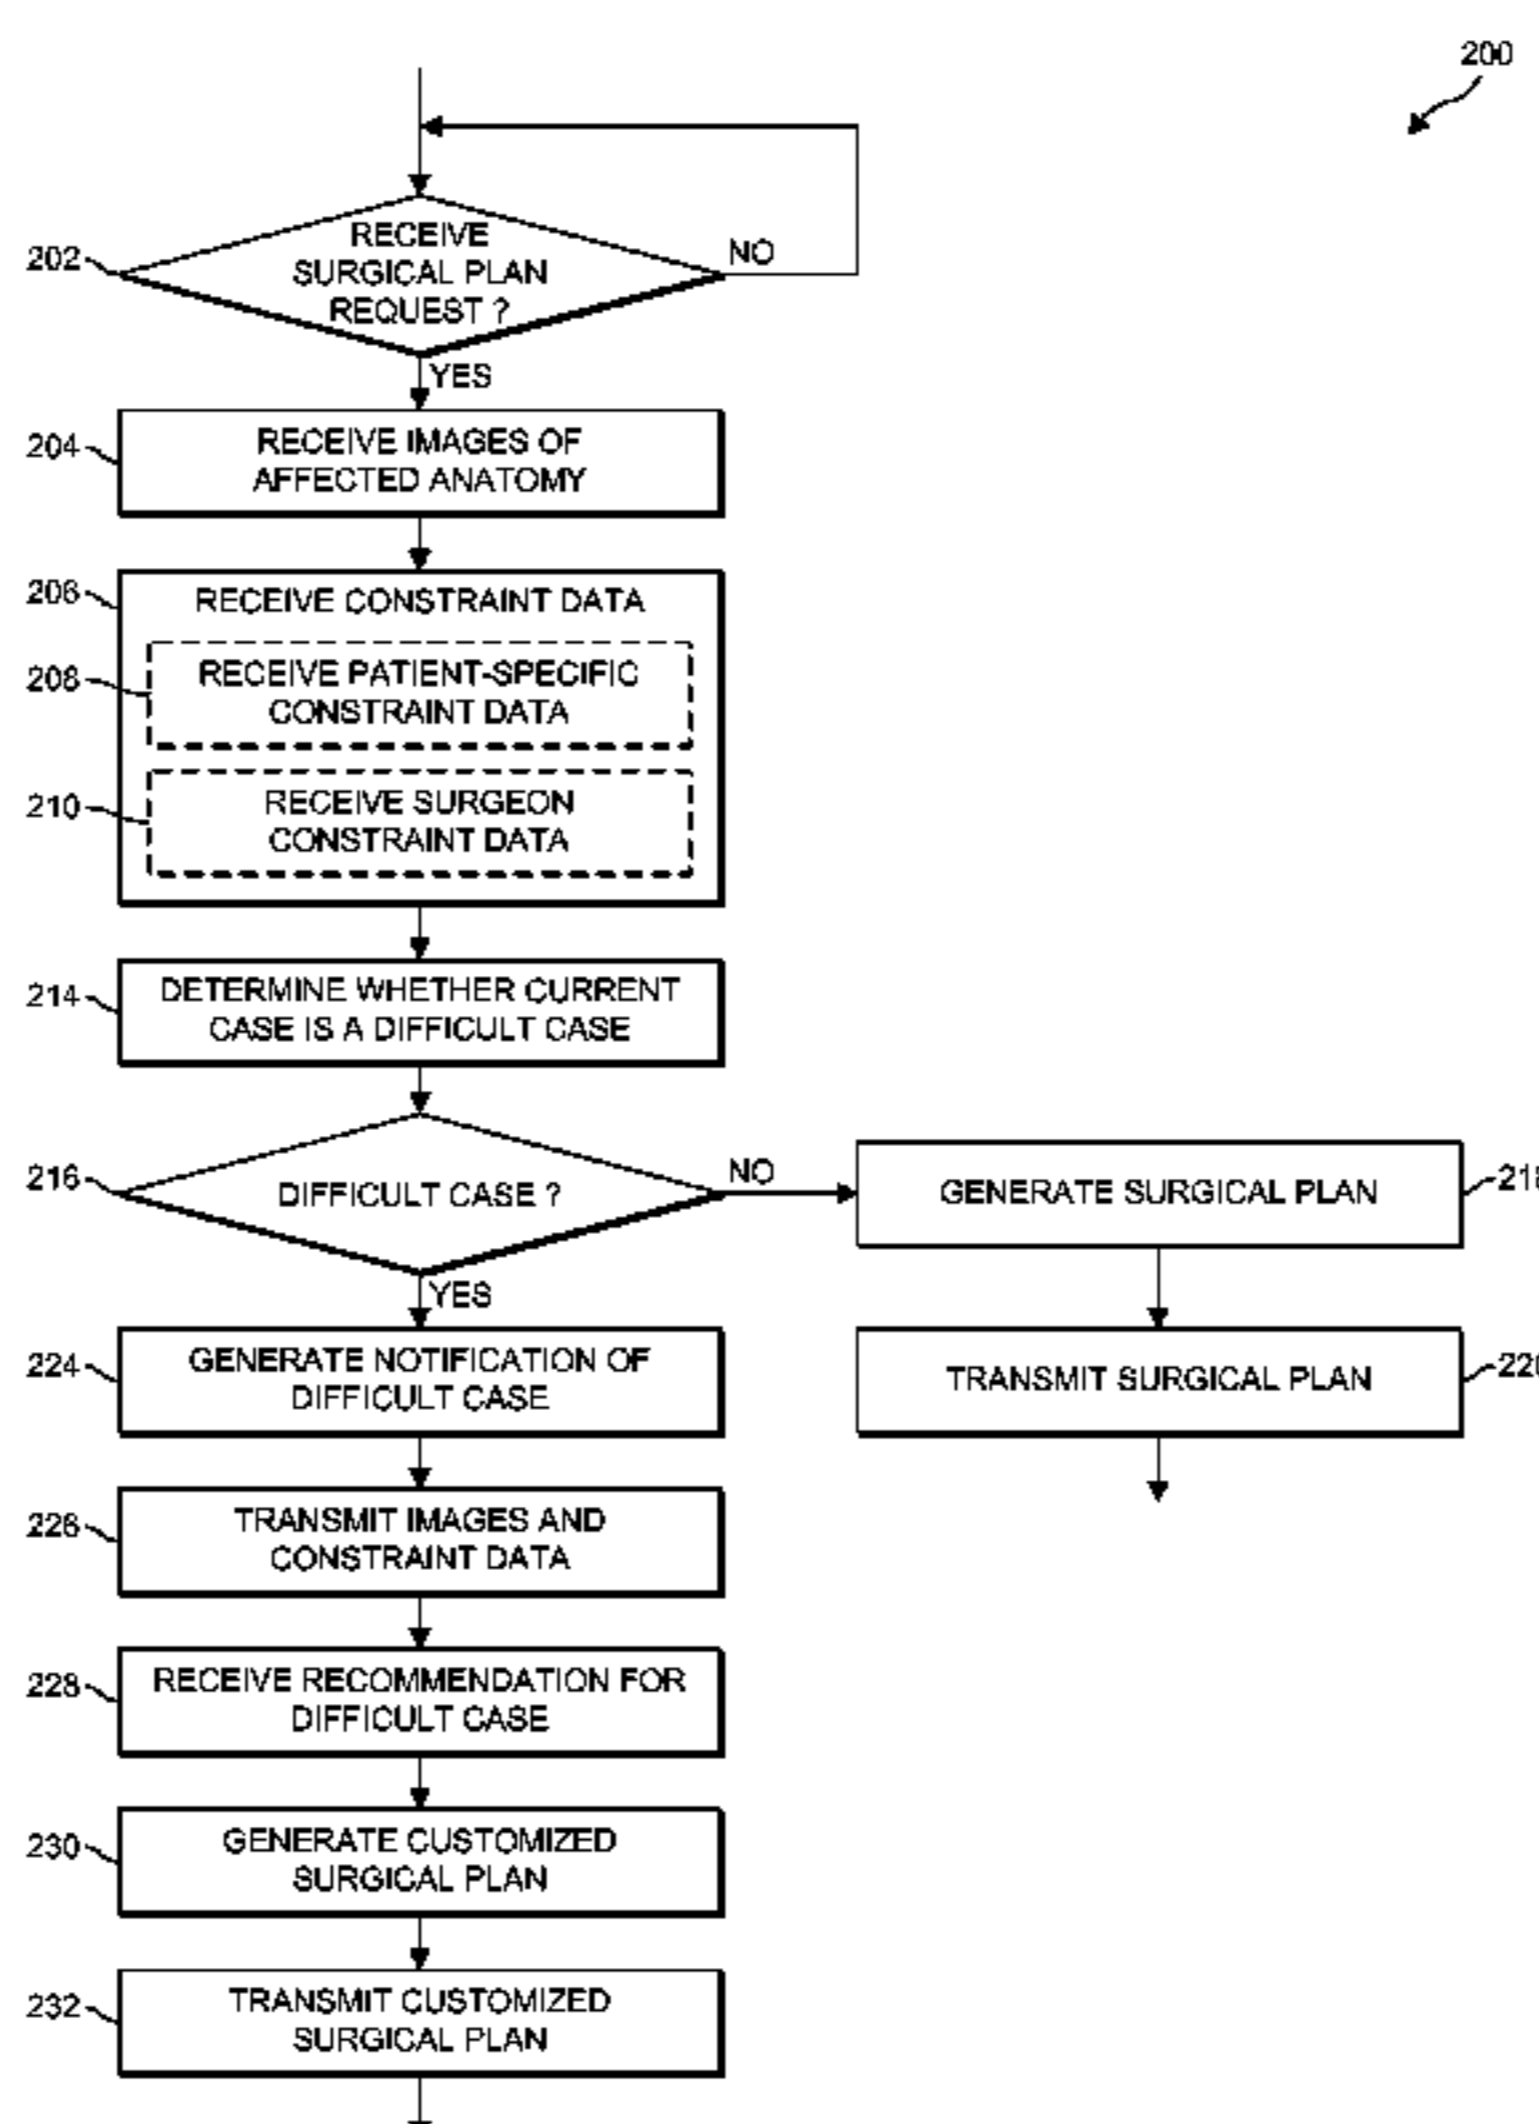 200
RECEIVE
SURGICAL PLAN
REQUEST ?
202
NO
YES
204
RECEIVE IMAGES OF
AFFECTED ANATOMY
206
RECEIVE CONSTRAINT DATA
208
RECEIVE PATIENT-SPECIFIC
CONSTRAINT DATA
210
RECEIVE SURGEON
CONSTRAINT DATA
214
DETERMINE WHETHER CURRENT
CASE IS A DIFFICULT CASE
216
DIFFICULT CASE ?
NO
GENERATE SURGICAL PLAN
YES
TRANSMIT SURGICAL PLAN
224
GENERATE NOTIFICATION OF
DIFFICULT CASE
226
TRANSMIT IMAGES AND
CONSTRAINT DATA
228
RECEIVE RECOMMENDATION FOR
DIFFICULT CASE
230
GENERATE CUSTOMIZED
SURGICAL PLAN
232
TRANSMIT CUSTOMIZED
SURGICAL PLAN